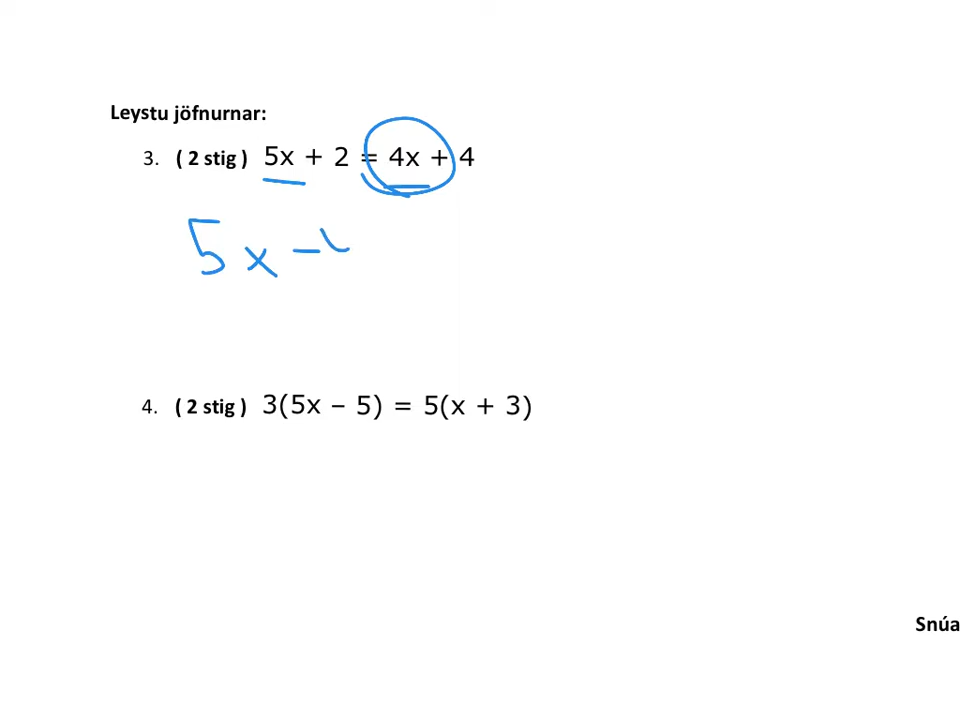 Leystu jöfnurnar:
3. ( 2 stig ) 5x + 2 = 4x + 4
5x -
4. ( 2 stig ) 3(5x – 5) = 5(x + 3)
Snúa